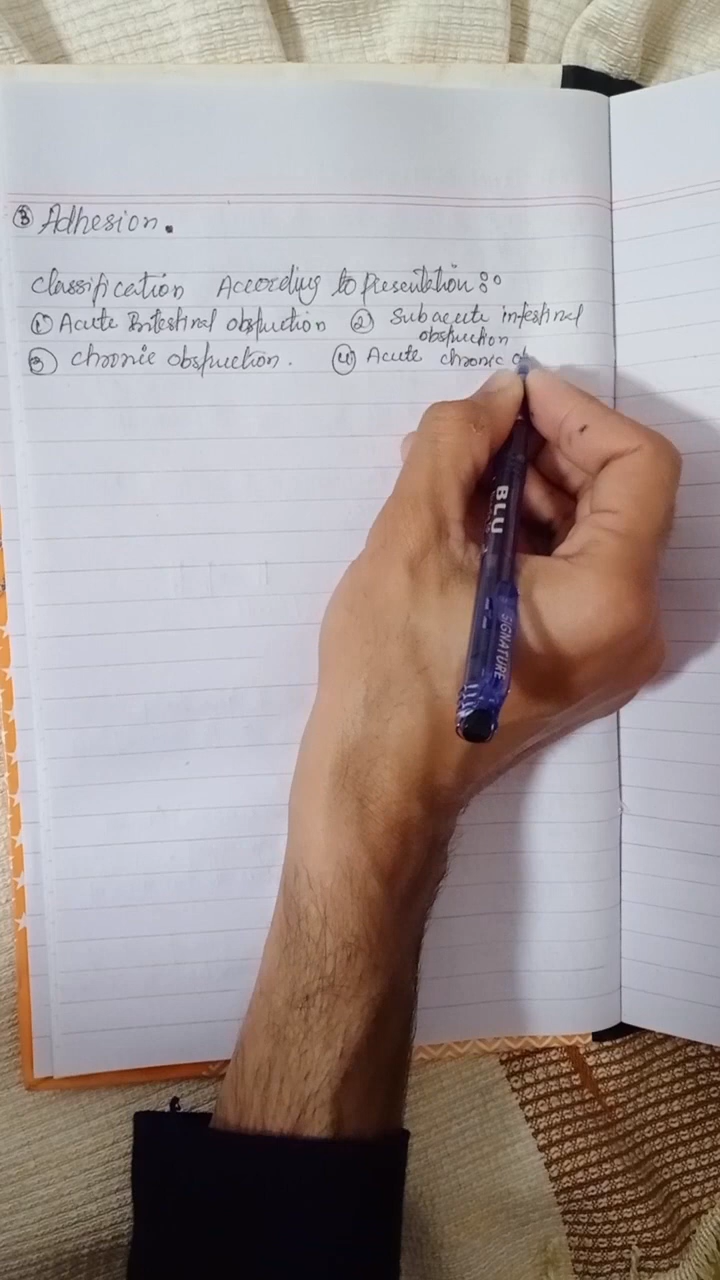 ③ Adhesion.
Classification According to Presentation :-
① Acute Intestinal obstruction ② Subacute intestinal
obstruction
③ chronic obstruction. ④ Acute chronic
BLU
SIGNATURE